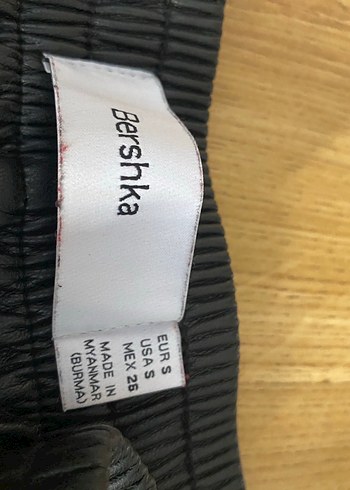 Bershka
EUR S
USA S
MEX 26
MADE IN
MYANMAR
(BURMA)